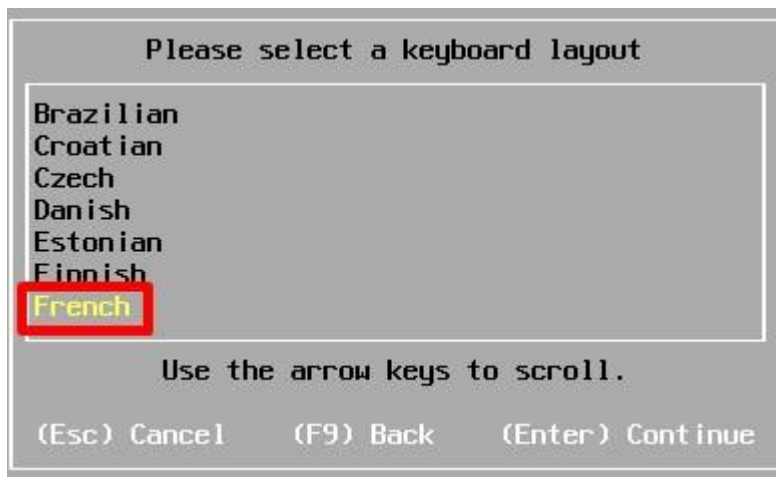 Please select a keyboard layout
Brazilian
Croatian
Czech
Danish
Estonian
Finnish
French
Use the arrow keys to scroll.
(Esc) Cancel (F9) Back (Enter) Continue